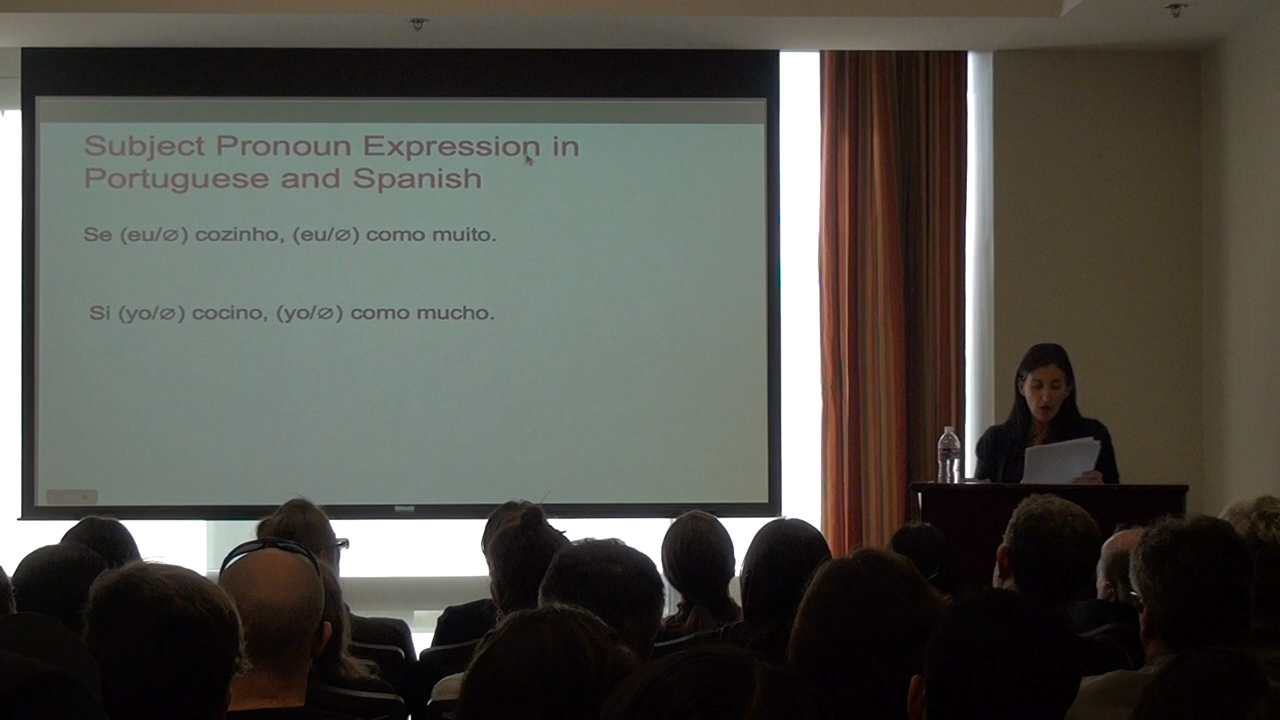 Subject Pronoun Expression in
Portuguese and Spanish
Se (eu/∅) cozinho, (eu/∅) como muito.
Si (yo/∅) cocino, (yo/∅) como mucho.